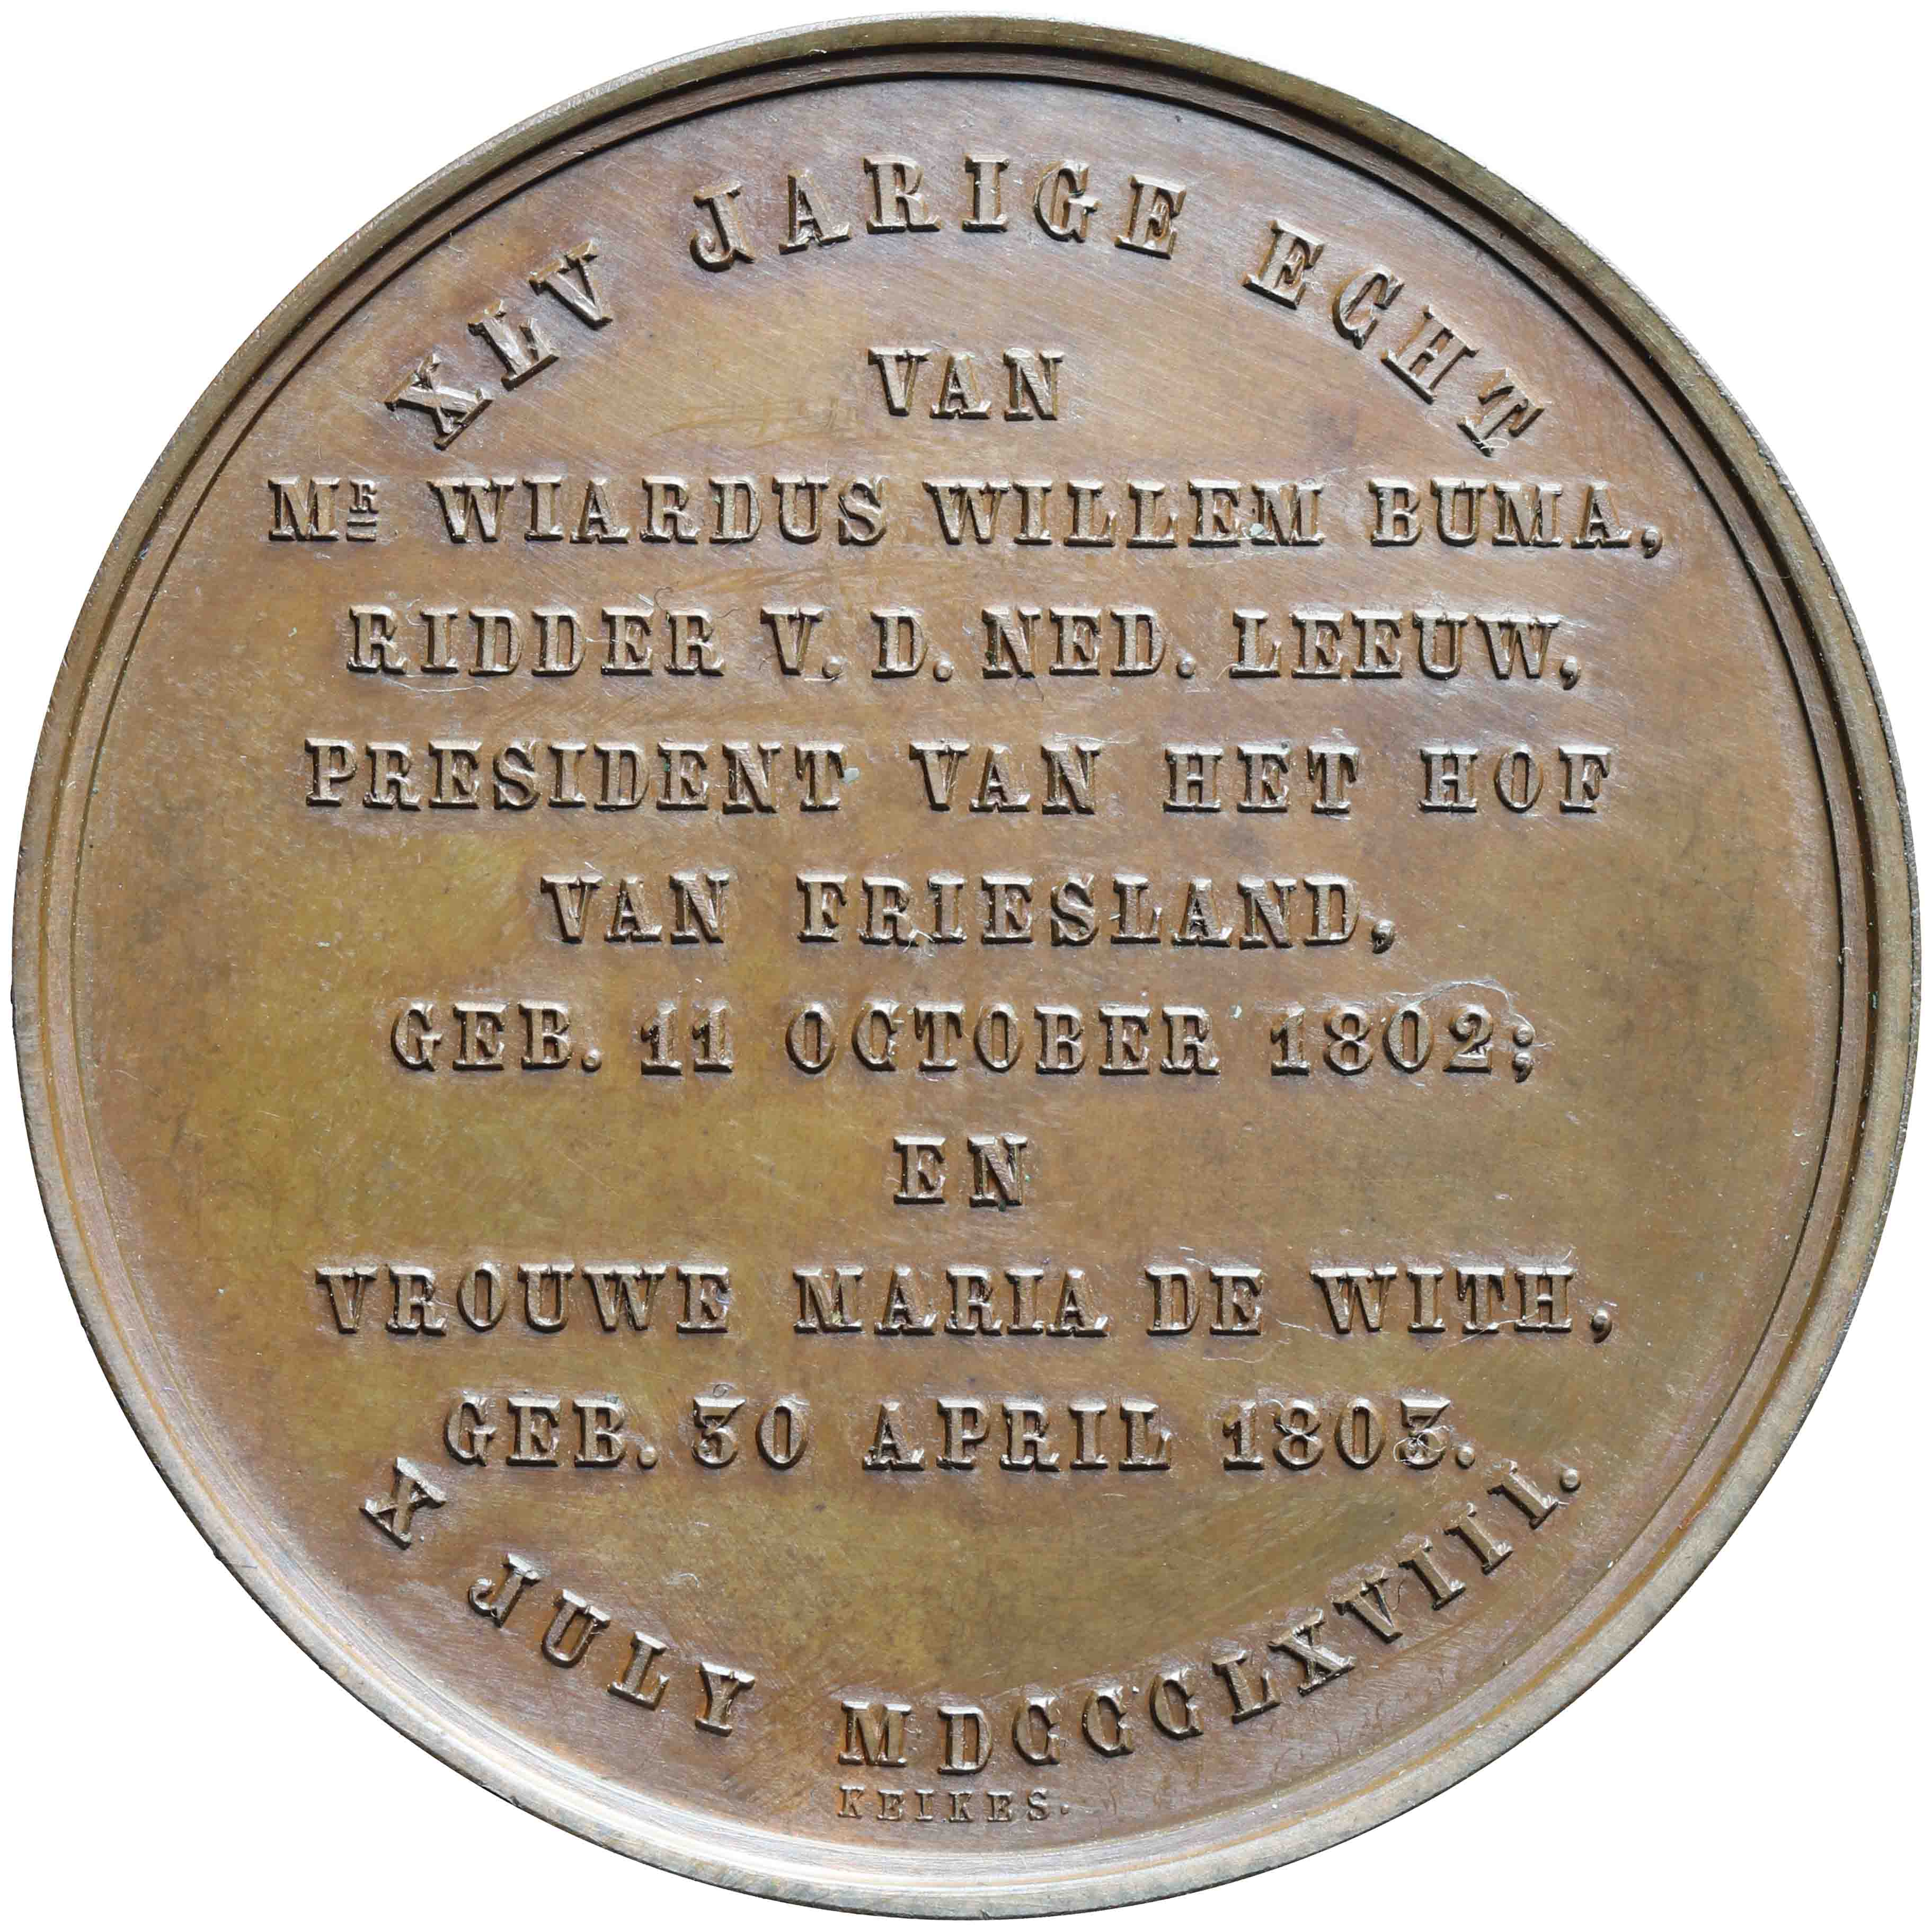 XLV JARIGE ECHT
VAN
MR WIARDUS WILLEM BUMA,
RIDDER V. D. NED. LEEUW,
PRESIDENT VAN HET HOF
VAN FRIESLAND,
GEB. 11 OCTOBER 1802;
EN
VROUWE MARIA DE WITH,
GEB. 30 APRIL 1803.
X JULY MDCCCLXVIII.
KEIKES.